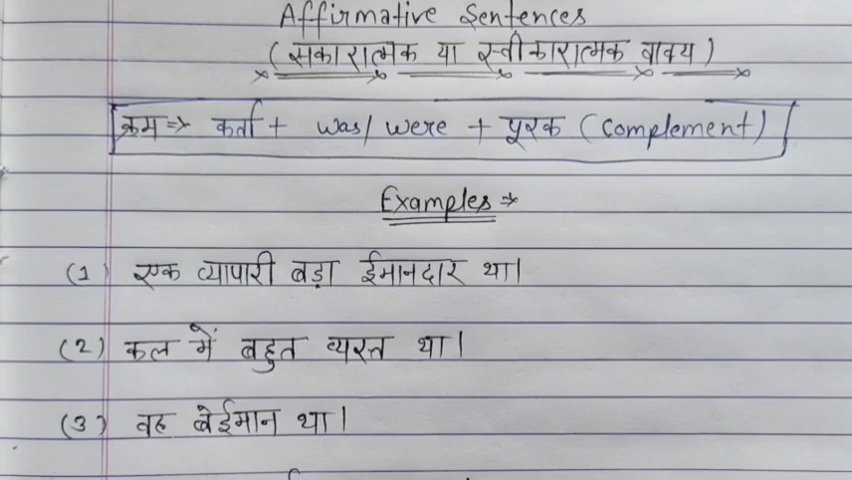 Affirmative Sentences
(सकारात्मक या स्वीकारात्मक वाक्य)
क्रम => कर्ता + was/were + पूरक (complement)
Examples →
(1) एक व्यापारी बड़ा ईमानदार था।
(2) कल में बहुत व्यस्त था।
(3) वह बेईमान था।